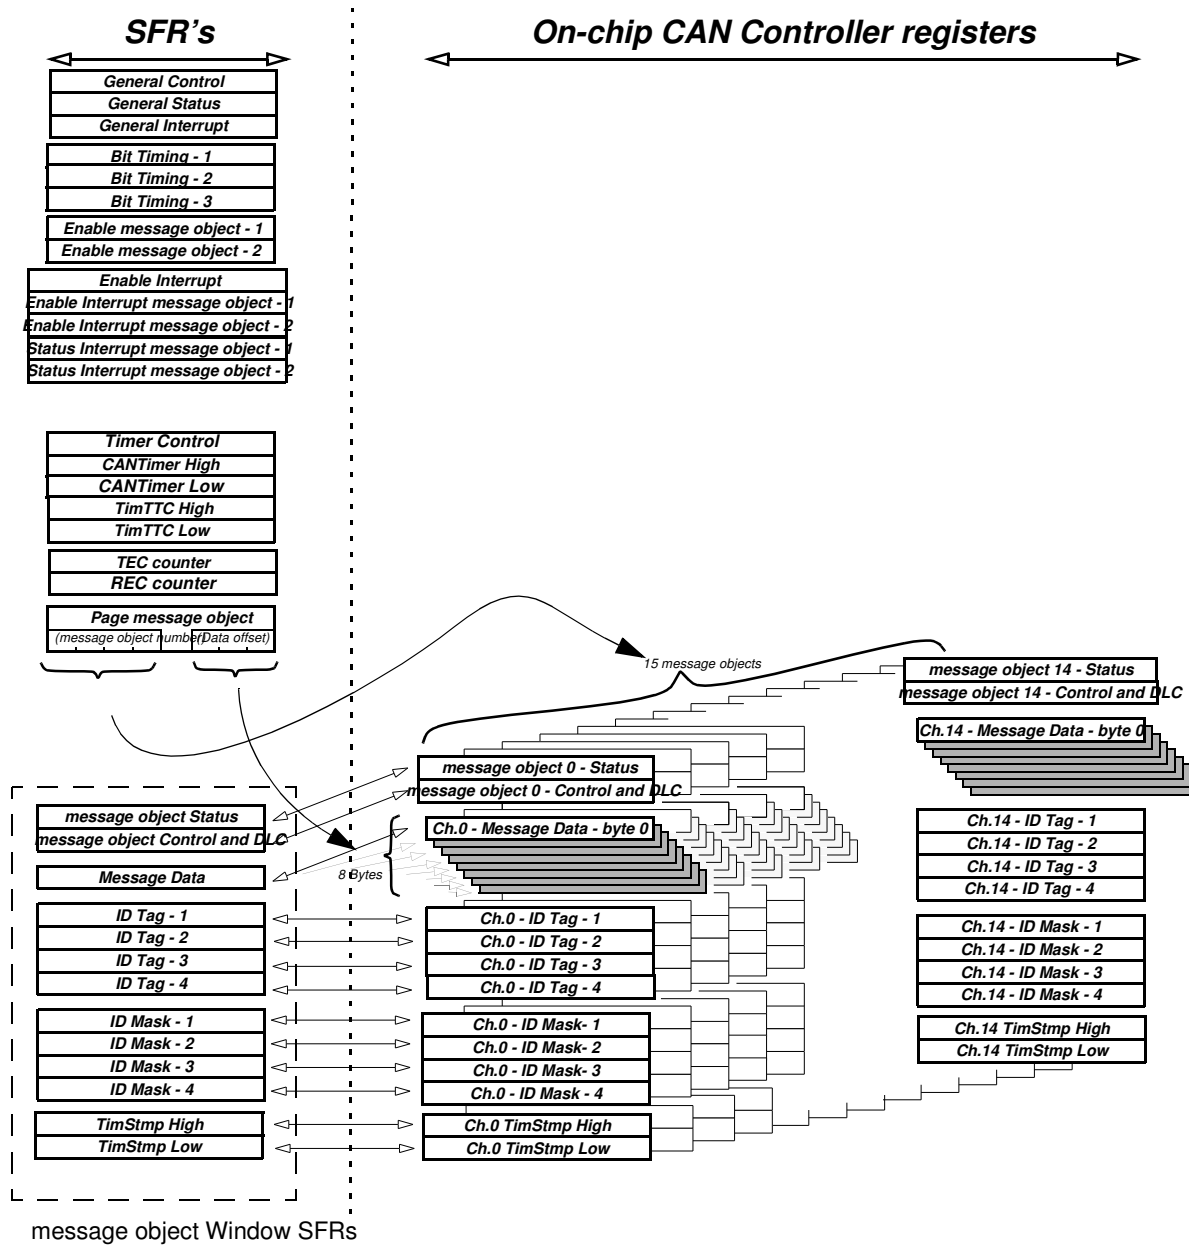 SFR's
On-chip CAN Controller registers
General Control
General Status
General Interrupt
Bit Timing - 1
Bit Timing - 2
Bit Timing - 3
Enable message object - 1
Enable message object - 2
Enable Interrupt
Enable Interrupt message object - 1
Enable Interrupt message object - 2
Status Interrupt message object - 1
Status Interrupt message object - 2
Timer Control
CANTimer High
CANTimer Low
TimTTC High
TimTTC Low
TEC counter
REC counter
Page message object
(message object number)
(Data offset)
message object Status
message object Control and DLC
Message Data
ID Tag - 1
ID Tag - 2
ID Tag - 3
ID Tag - 4
ID Mask - 1
ID Mask - 2
ID Mask - 3
ID Mask - 4
TimStmp High
TimStmp Low
message object Window SFRs
15 message objects
8 Bytes
message object 0 - Status
message object 0 - Control and DLC
Ch.0 - Message Data - byte 0
Ch.0 - ID Tag - 1
Ch.0 - ID Tag - 2
Ch.0 - ID Tag - 3
Ch.0 - ID Tag - 4
Ch.0 - ID Mask- 1
Ch.0 - ID Mask- 2
Ch.0 - ID Mask- 3
Ch.0 - ID Mask - 4
Ch.0 TimStmp High
Ch.0 TimStmp Low
message object 14 - Status
message object 14 - Control and DLC
Ch.14 - Message Data - byte 0
Ch.14 - ID Tag - 1
Ch.14 - ID Tag - 2
Ch.14 - ID Tag - 3
Ch.14 - ID Tag - 4
Ch.14 - ID Mask - 1
Ch.14 - ID Mask - 2
Ch.14 - ID Mask - 3
Ch.14 - ID Mask - 4
Ch.14 TimStmp High
Ch.14 TimStmp Low